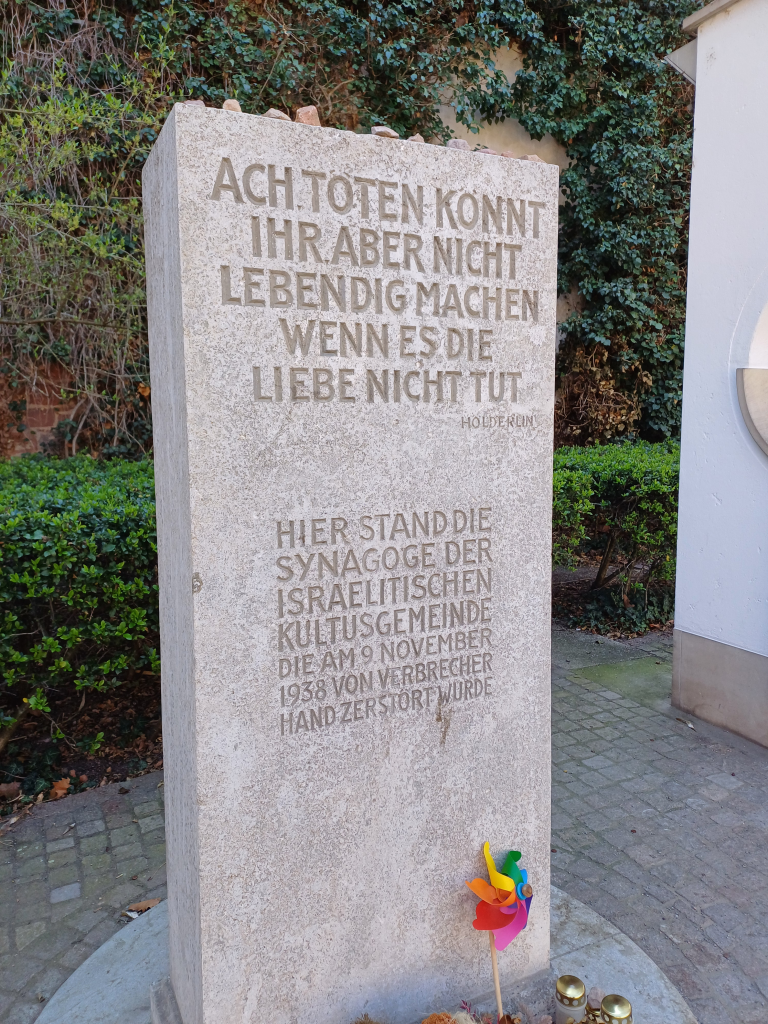 ACH. TÖTEN KÖNNT
IHR. ABER NICHT
LEBENDIG MACHEN
WENN ES DIE
LIEBE NICHT TUT
HÖLDERLIN
HIER STAND DIE
SYNAGOGE DER
ISRAELITISCHEN
KULTUSGEMEINDE
DIE AM 9 NOVEMBER
1938 VON VERBRECHER
HAND ZERSTÖRT WURDE